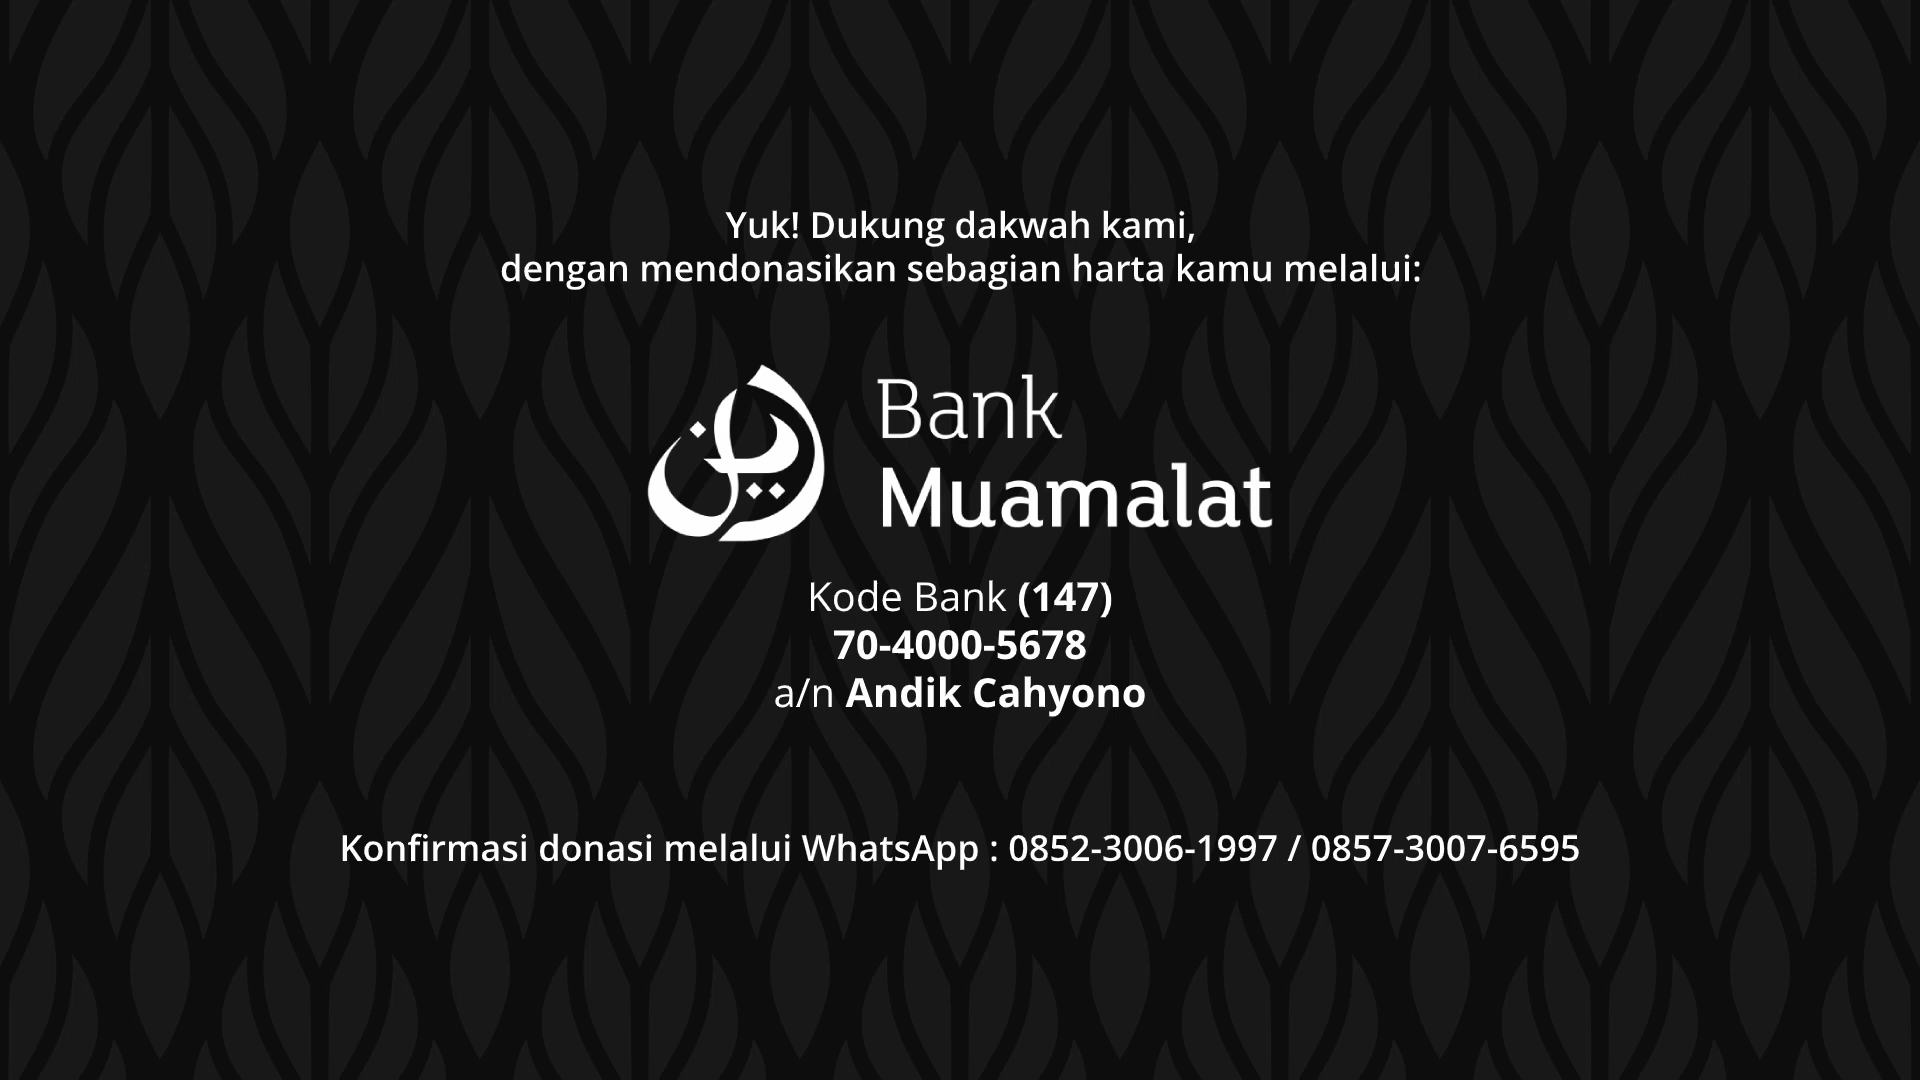 Yuk! Dukung dakwah kami,
dengan mendonasikan sebagian harta kamu melalui:
Bank
Muamalat
Kode Bank (147)
70-4000-5678
a/n Andik Cahyono
Konfirmasi donasi melalui WhatsApp : 0852-3006-1997 / 0857-3007-6595